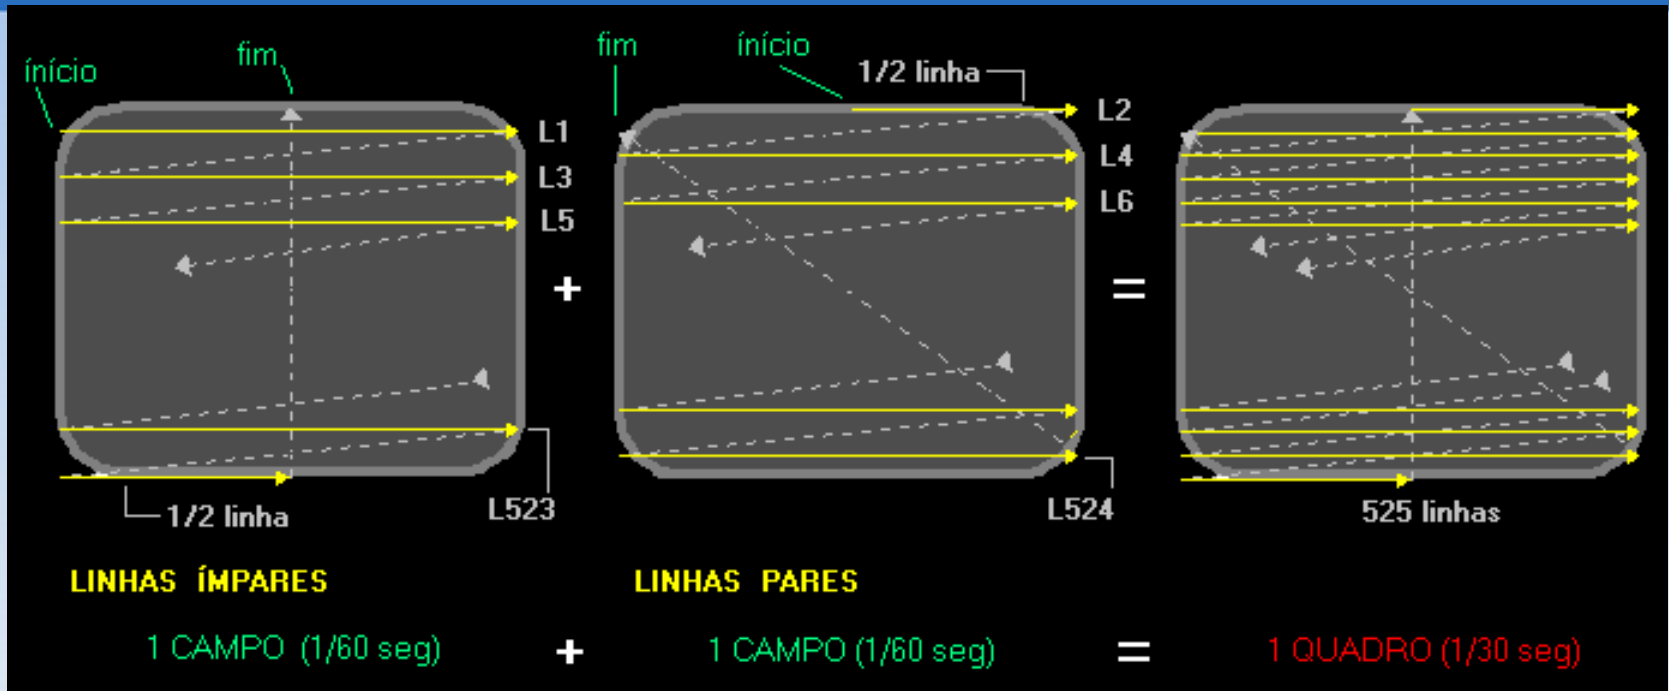 início
fim
L1
L3
L5
L523
1/2 linha
LINHAS ÍMPARES
1 CAMPO (1/60 seg)
+
+
fim
início
1/2 linha
L2
L4
L6
L524
LINHAS PARES
1 CAMPO (1/60 seg)
=
=
525 linhas
1 QUADRO (1/30 seg)